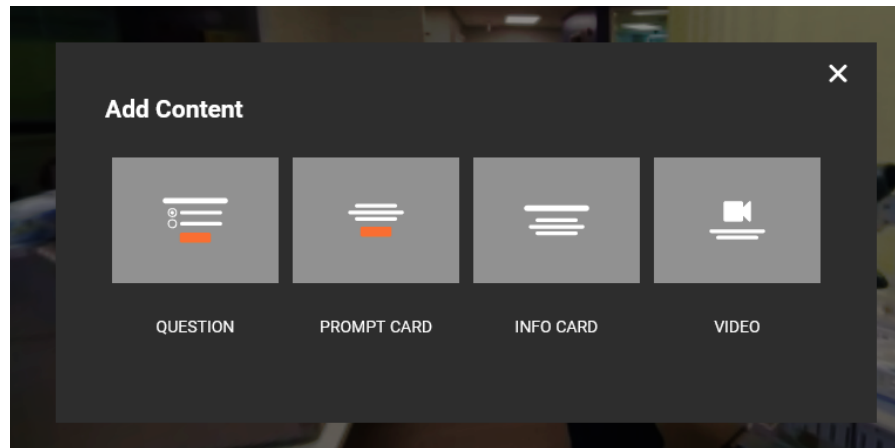 Add Content
QUESTION
PROMPT CARD
INFO CARD
VIDEO